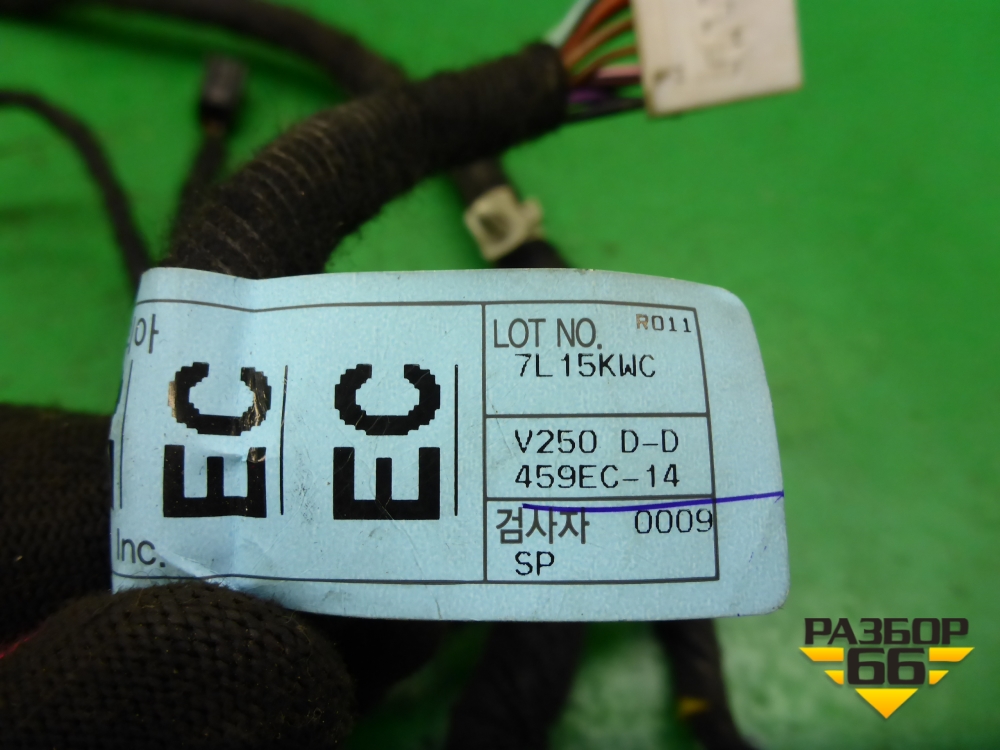 아
EC EC
LOT NO. R011
7L15KWC
V250 D-D
459EC-14
검사자 0009
SP
Inc.
РАЗБОР
66